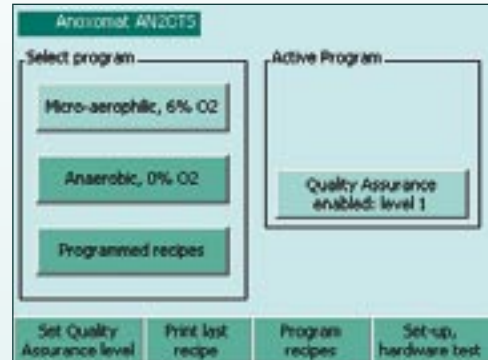 Anoxomat AN2CTS
Select program
Micro-aerophilic, 6% O2
Anaerobic, 0% O2
Programmed recipes
Active Program
Quality Assurance
enabled: level 1
Set Quality
Assurance level
Print last
recipe
Program
recipes
Set-up,
hardware test